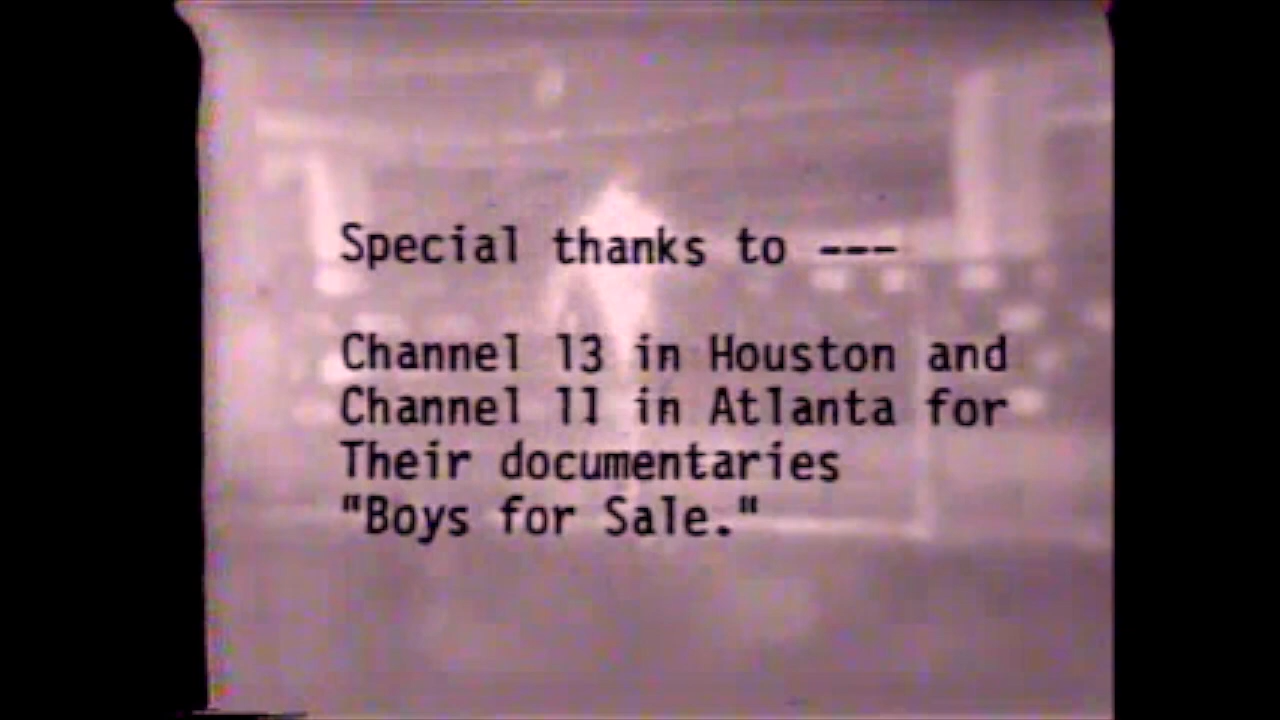 Special thanks to ---
Channel 13 in Houston and
Channel 11 in Atlanta for
Their documentaries
"Boys for Sale."